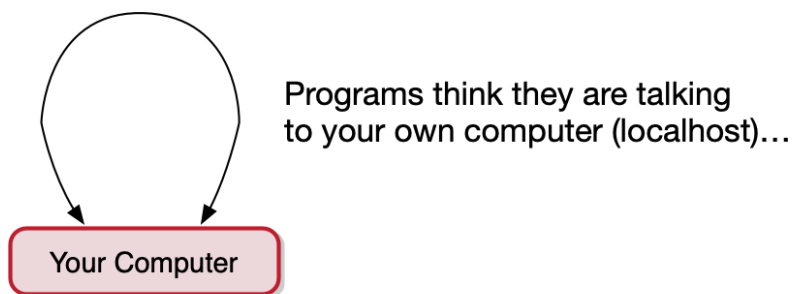 Programs think they are talking
to your own computer (localhost)…
Your Computer